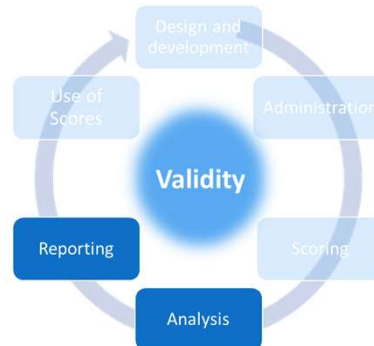 Design and
development
Administration
Scoring
Analysis
Reporting
Use of
Scores
Validity